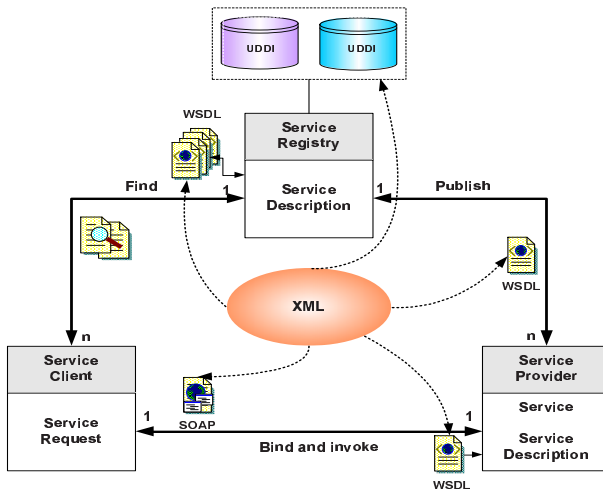 UDDI
UDDI
WSDL
Service
Registry
Find
1
Service
Description
1
Publish
WSDL
XML
n
n
Service
Client
Service
Request
1
SOAP
Bind and invoke
1
WSDL
Service
Provider
Service
Service
Description